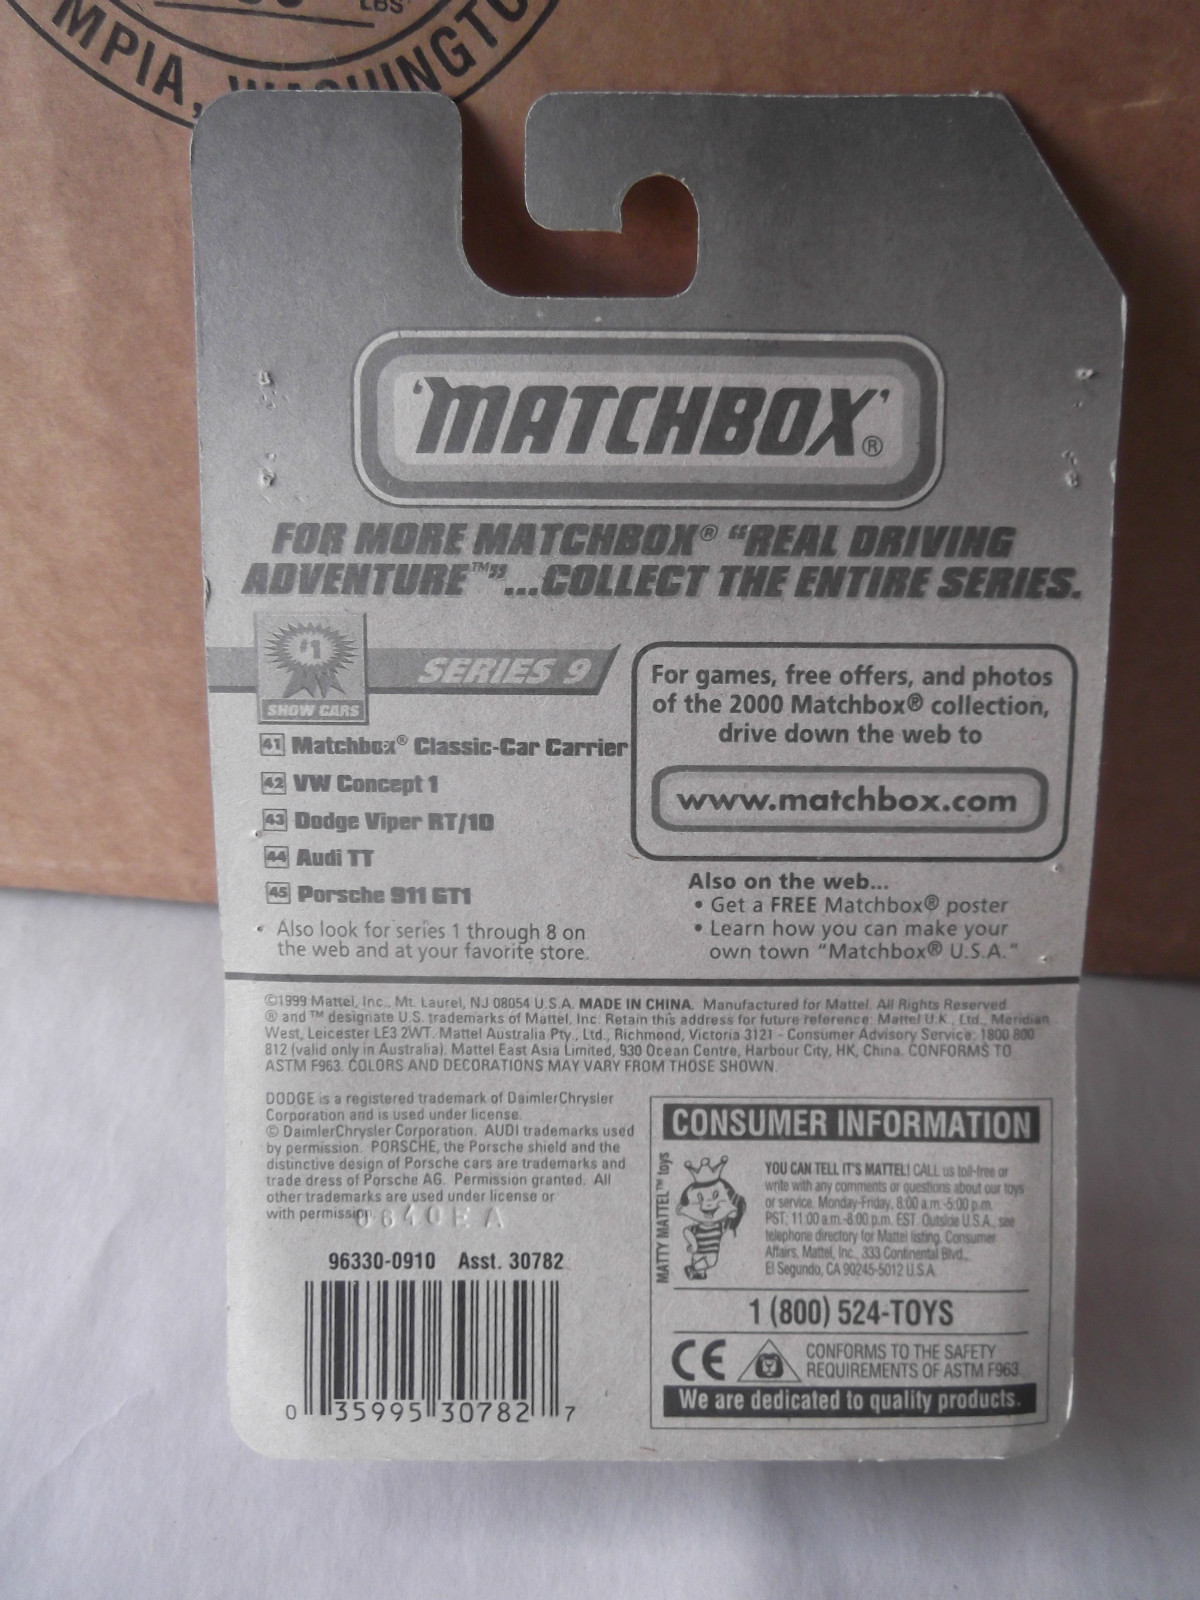 LBS
MPIA, WASHINGTO
'MATCHBOX'®
FOR MORE MATCHBOX® “REAL DRIVING
ADVENTURE™”...COLLECT THE ENTIRE SERIES.
#1
SHOW CARS
SERIES 9
41 Matchbox® Classic-Car Carrier
42 VW Concept 1
43 Dodge Viper RT/10
44 Audi TT
45 Porsche 911 GT1
• Also look for series 1 through 8 on
the web and at your favorite store.
For games, free offers, and photos
of the 2000 Matchbox® collection,
drive down the web to
www.matchbox.com
Also on the web...
• Get a FREE Matchbox® poster
• Learn how you can make your
own town “Matchbox® U.S.A.”
©1999 Mattel, Inc., Mt. Laurel, NJ 08054 U.S.A. MADE IN CHINA. Manufactured for Mattel. All Rights Reserved.
® and ™ designate U.S. trademarks of Mattel, Inc. Retain this address for future reference: Mattel U.K., Ltd., Meridian
West, Leicester LE3 2WT. Mattel Australia Pty., Ltd., Richmond, Victoria 3121 - Consumer Advisory Service: 1800 800
812 (valid only in Australia). Mattel East Asia Limited, 930 Ocean Centre, Harbour City, HK, China. CONFORMS TO
ASTM F963. COLORS AND DECORATIONS MAY VARY FROM THOSE SHOWN.
DODGE is a registered trademark of DaimlerChrysler
Corporation and is used under license.
© DaimlerChrysler Corporation. AUDI trademarks used
by permission. PORSCHE, the Porsche shield and the
distinctive design of Porsche cars are trademarks and
trade dress of Porsche AG. Permission granted. All
other trademarks are used under license or
with permission.
0640EA
96330-0910 Asst. 30782
0 35995 30782 7
CONSUMER INFORMATION
MATTY MATTEL™ toys
YOU CAN TELL IT'S MATTEL! CALL us toll-free or
write with any comments or questions about our toys
or service. Monday-Friday, 8:00 a.m.-5:00 p.m.
PST; 11:00 a.m.-8:00 p.m. EST. Outside U.S.A., see
telephone directory for Mattel listing. Consumer
Affairs, Mattel, Inc., 333 Continental Blvd.,
El Segundo, CA 90245-5012 U.S.A.
1 (800) 524-TOYS
CE
CONFORMS TO THE SAFETY
REQUIREMENTS OF ASTM F963
We are dedicated to quality products.